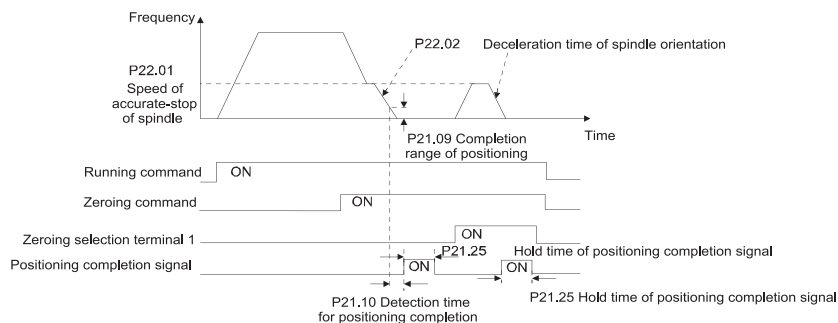 Frequency
P22.02
Deceleration time of spindle orientation
P22.01
Speed of
accurate-stop
of spindle
Time
P21.09 Completion
range of positioning
Running command
ON
Zeroing command
ON
Zeroing selection terminal 1
ON
P21.25
Hold time of positioning completion signal
Positioning completion signal
ON
ON
P21.10 Detection time
for positioning completion
P21.25 Hold time of positioning completion signal